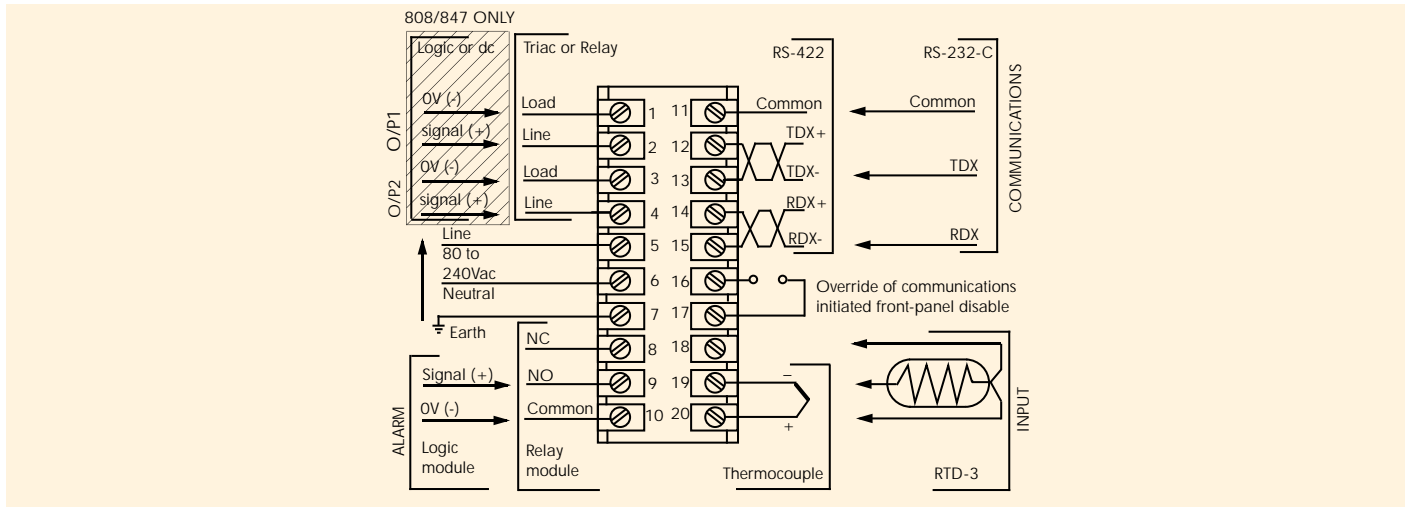 808/847 ONLY
Logic or dc
Triac or Relay
RS-422
RS-232-C
COMMUNICATIONS
O/P1
0V (-)
signal (+)
O/P2
0V (-)
signal (+)
Load
Line
Load
Line
1
2
3
4
5
6
7
8
9
10
11
12
13
14
15
16
17
18
19
20
Common
TDX+
TDX-
RDX+
RDX-
Common
TDX
RDX
Line
80 to
240Vac
Neutral
Earth
Override of communications
initiated front-panel disable
NC
NO
Common
Relay
module
ALARM
Signal (+)
0V (-)
Logic
module
–
+
Thermocouple
RTD-3
INPUT